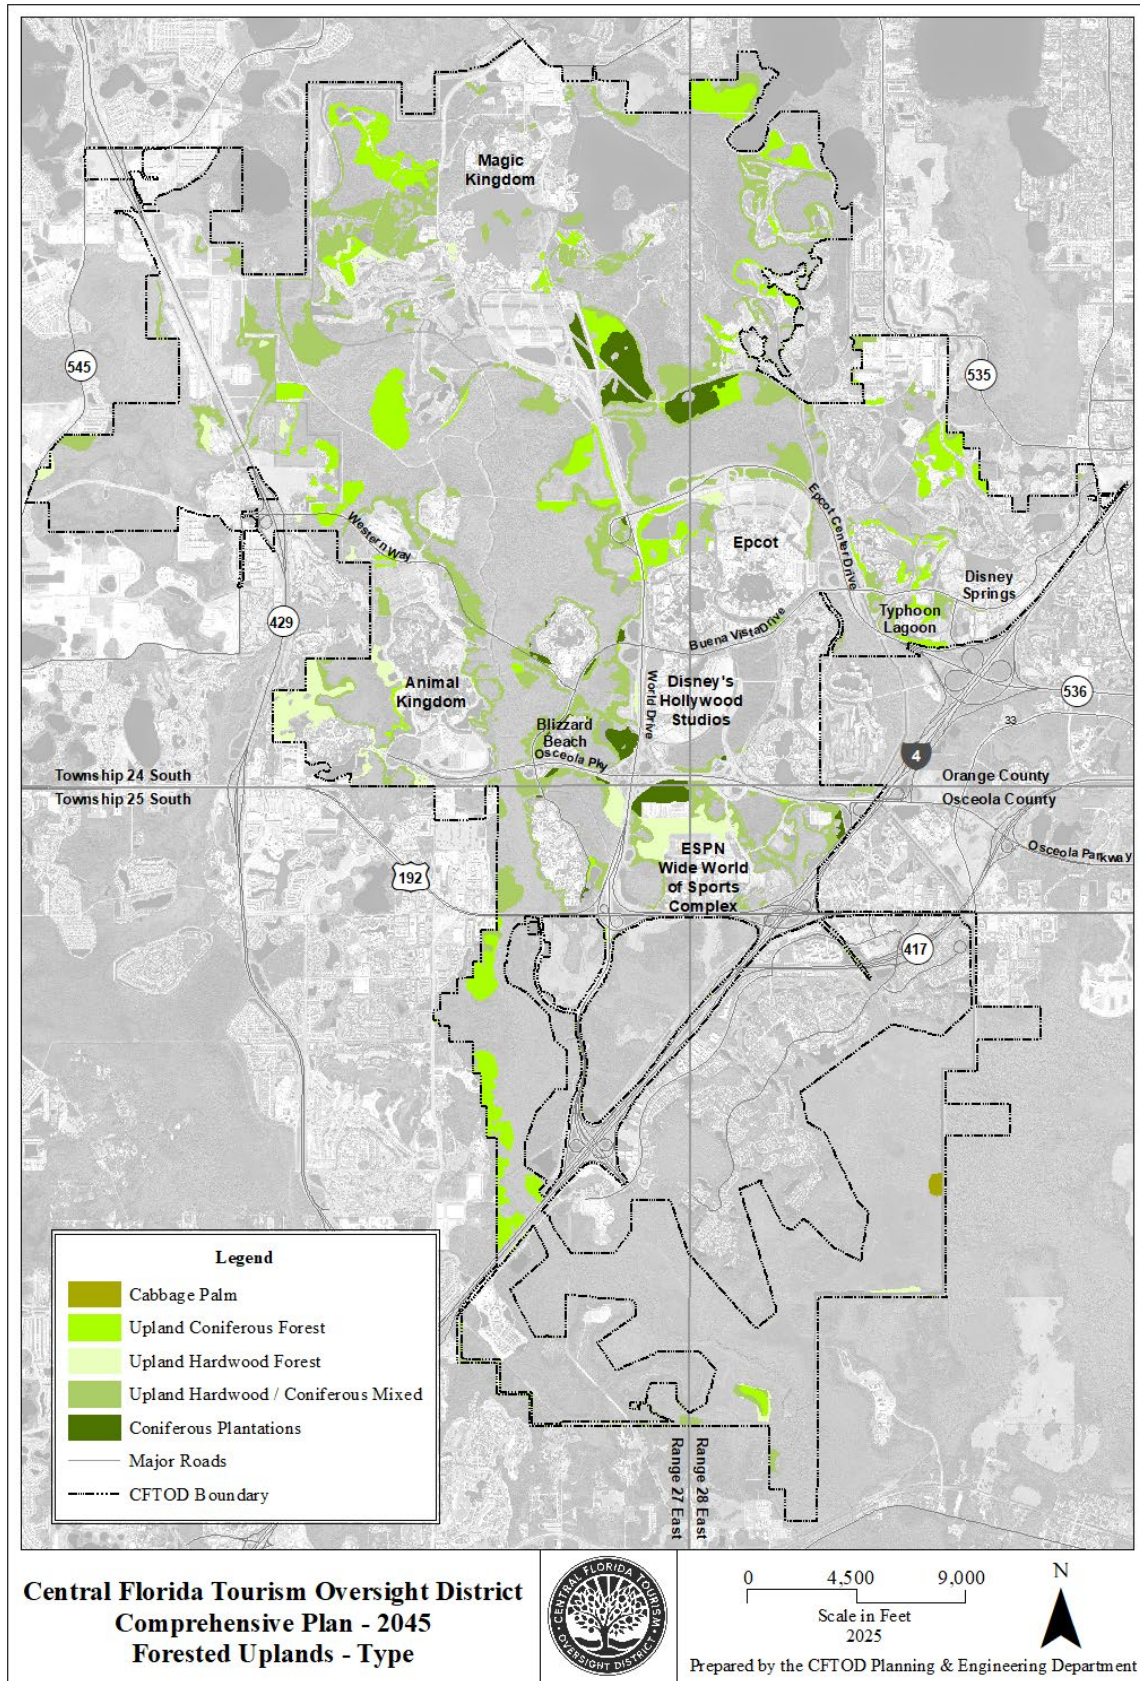 Magic
Kingdom
545
535
Western Way
Epcot Center Drive
Epcot
Disney
Springs
Typhoon
Lagoon
429
Buena Vista Drive
Animal
Kingdom
World Drive
Disney's
Hollywood
Studios
536
33
Blizzard
Beach
Osceola Pky
4
Township 24 South
Orange County
Township 25 South
Osceola County
ESPN
Wide World
of Sports
Complex
Osceola Parkway
192
417
Legend
Cabbage Palm
Upland Coniferous Forest
Upland Hardwood Forest
Upland Hardwood / Coniferous Mixed
Coniferous Plantations
Major Roads
CFTOD Boundary
Range 27 East
Range 28 East
Central Florida Tourism Oversight District
Comprehensive Plan - 2045
Forested Uplands - Type
CENTRAL FLORIDA TOURISM
OVERSIGHT DISTRICT
0 4,500 9,000
Scale in Feet
2025
N
Prepared by the CFTOD Planning & Engineering Department